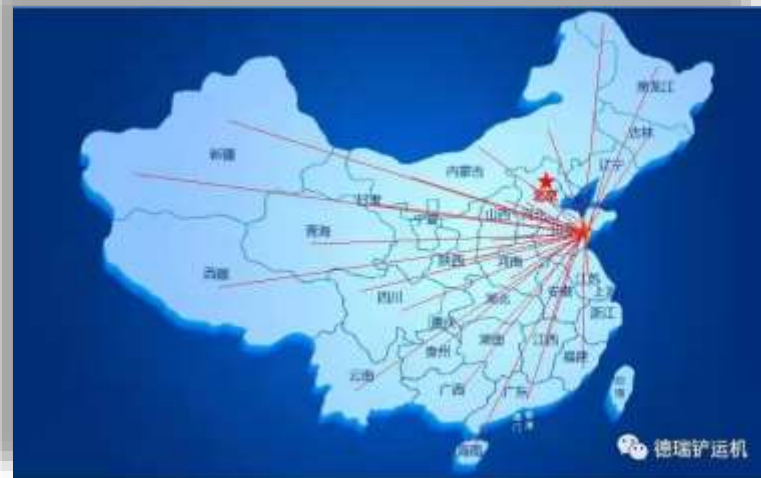 黑龙江
吉林
辽宁
内蒙古
新疆
北京
甘肃
宁夏
山西
河北
山东
青海
陕西
河南
江苏
西藏
四川
湖北
安徽
上海
重庆
浙江
贵州
湖南
江西
福建
云南
广西
广东
台湾
海南
德瑞铲运机